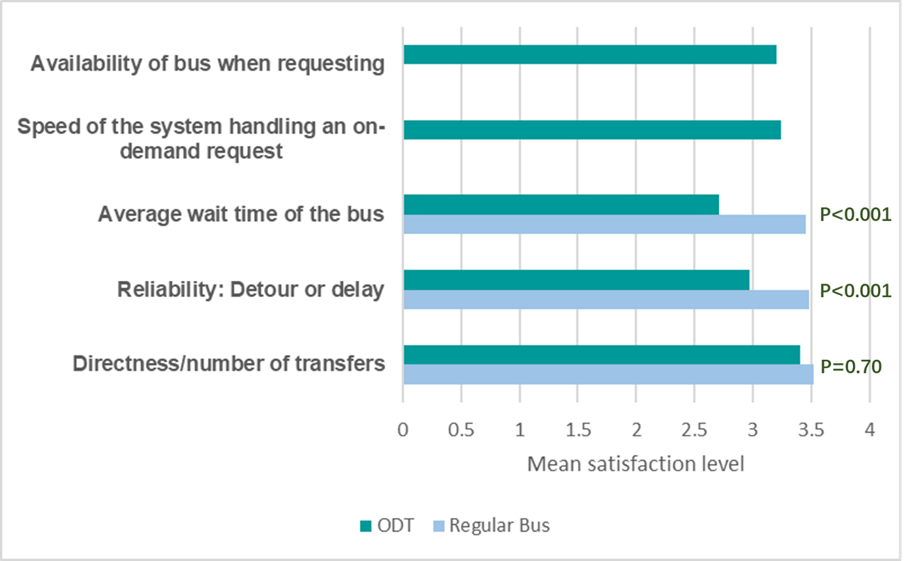 Availability of bus when requesting
Speed of the system handling an on-
demand request
Average wait time of the bus
P<0.001
Reliability: Detour or delay
P<0.001
Directness/number of transfers
P=0.70
0 0.5 1 1.5 2 2.5 3 3.5 4
Mean satisfaction level
ODT Regular Bus